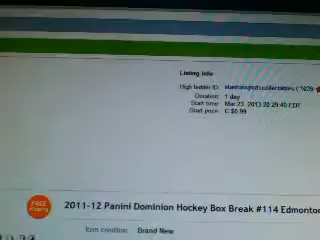 Listing Info
High bidder ID:
Duration: 1 day
Start time: Mar 23, 2013 20:29:40 EDT
Start price: C $0.99
FREE
2011-12 Panini Dominion Hockey Box Break #114 Edmonton
Item condition: Brand New